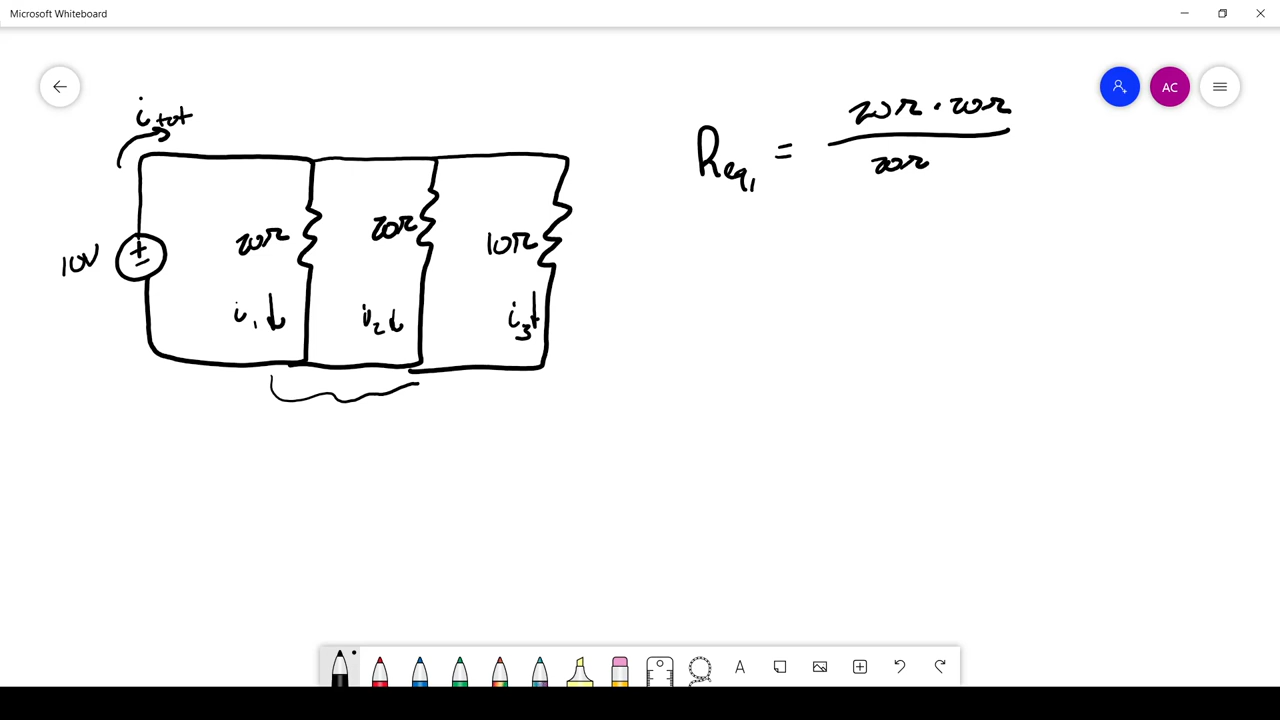 Microsoft Whiteboard
AC
i tot
10V
20Ω
20Ω
10Ω
i1 ↓
i2 ↓
i3 ↓
Req1 = 20Ω · 20Ω
20Ω
A